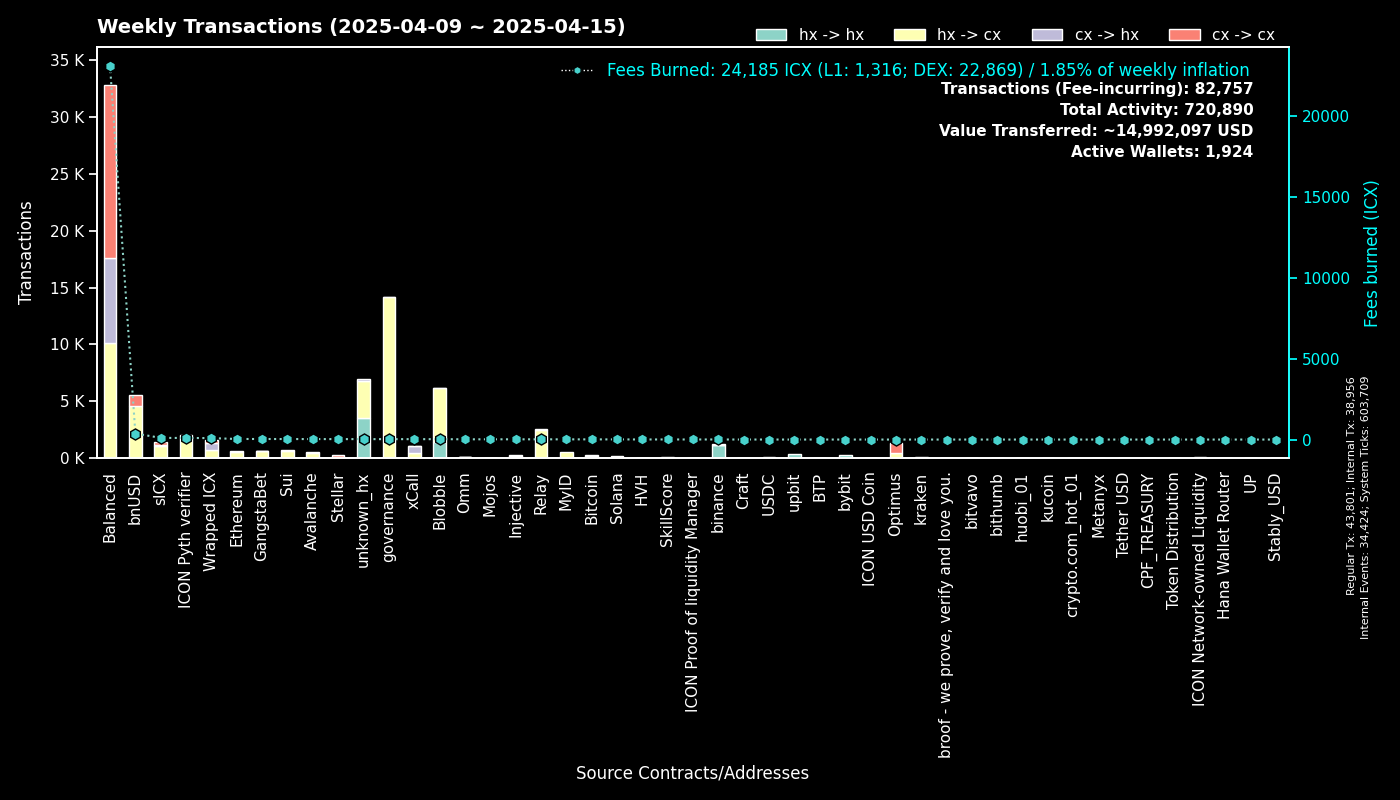 Weekly Transactions (2025-04-09 ~ 2025-04-15)
hx -> hx
hx -> cx
cx -> hx
cx -> cx
Fees Burned: 24,185 ICX (L1: 1,316; DEX: 22,869) / 1.85% of weekly inflation
Transactions (Fee-incurring): 82,757
Total Activity: 720,890
Value Transferred: ~14,992,097 USD
Active Wallets: 1,924
Transactions
35 K
30 K
25 K
20 K
15 K
10 K
5 K
0 K
20000
15000
10000
5000
0
Fees burned (ICX)
Regular Tx: 43,801; Internal Tx: 38,956
Internal Events: 34,424; System Ticks: 603,709
Balanced
bnUSD
sICX
ICON Pyth verifier
Wrapped ICX
Ethereum
GangstaBet
Sui
Avalanche
Stellar
unknown_hx
governance
xCall
Blobble
Omm
Mojos
Injective
Relay
MyID
Bitcoin
Solana
HVH
SkillScore
ICON Proof of liquidity Manager
binance
Craft
USDC
upbit
BTP
bybit
ICON USD Coin
Optimus
kraken
broof - we prove, verify and love you.
bitvavo
bithumb
huobi_01
kucoin
crypto.com_hot_01
Metanyx
Tether USD
CPF_TREASURY
Token Distribution
ICON Network-owned Liquidity
Hana Wallet Router
UP
Stably_USD
Source Contracts/Addresses